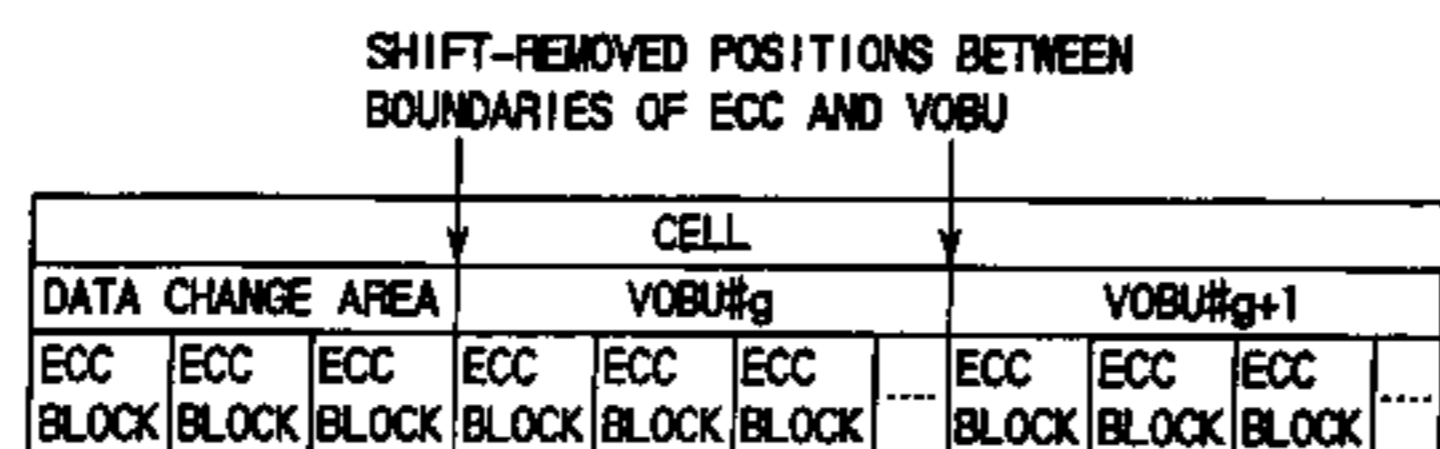 SHIFT-REMOVED POSITIONS BETWEEN
BOUNDARIES OF ECC AND VOBU
CELL
DATA CHANGE AREA VOBU#g VOBU#g+1
ECC ECC ECC ECC ECC ECC ECC ECC ECC
BLOCK BLOCK BLOCK BLOCK BLOCK BLOCK ---- BLOCK BLOCK BLOCK ----